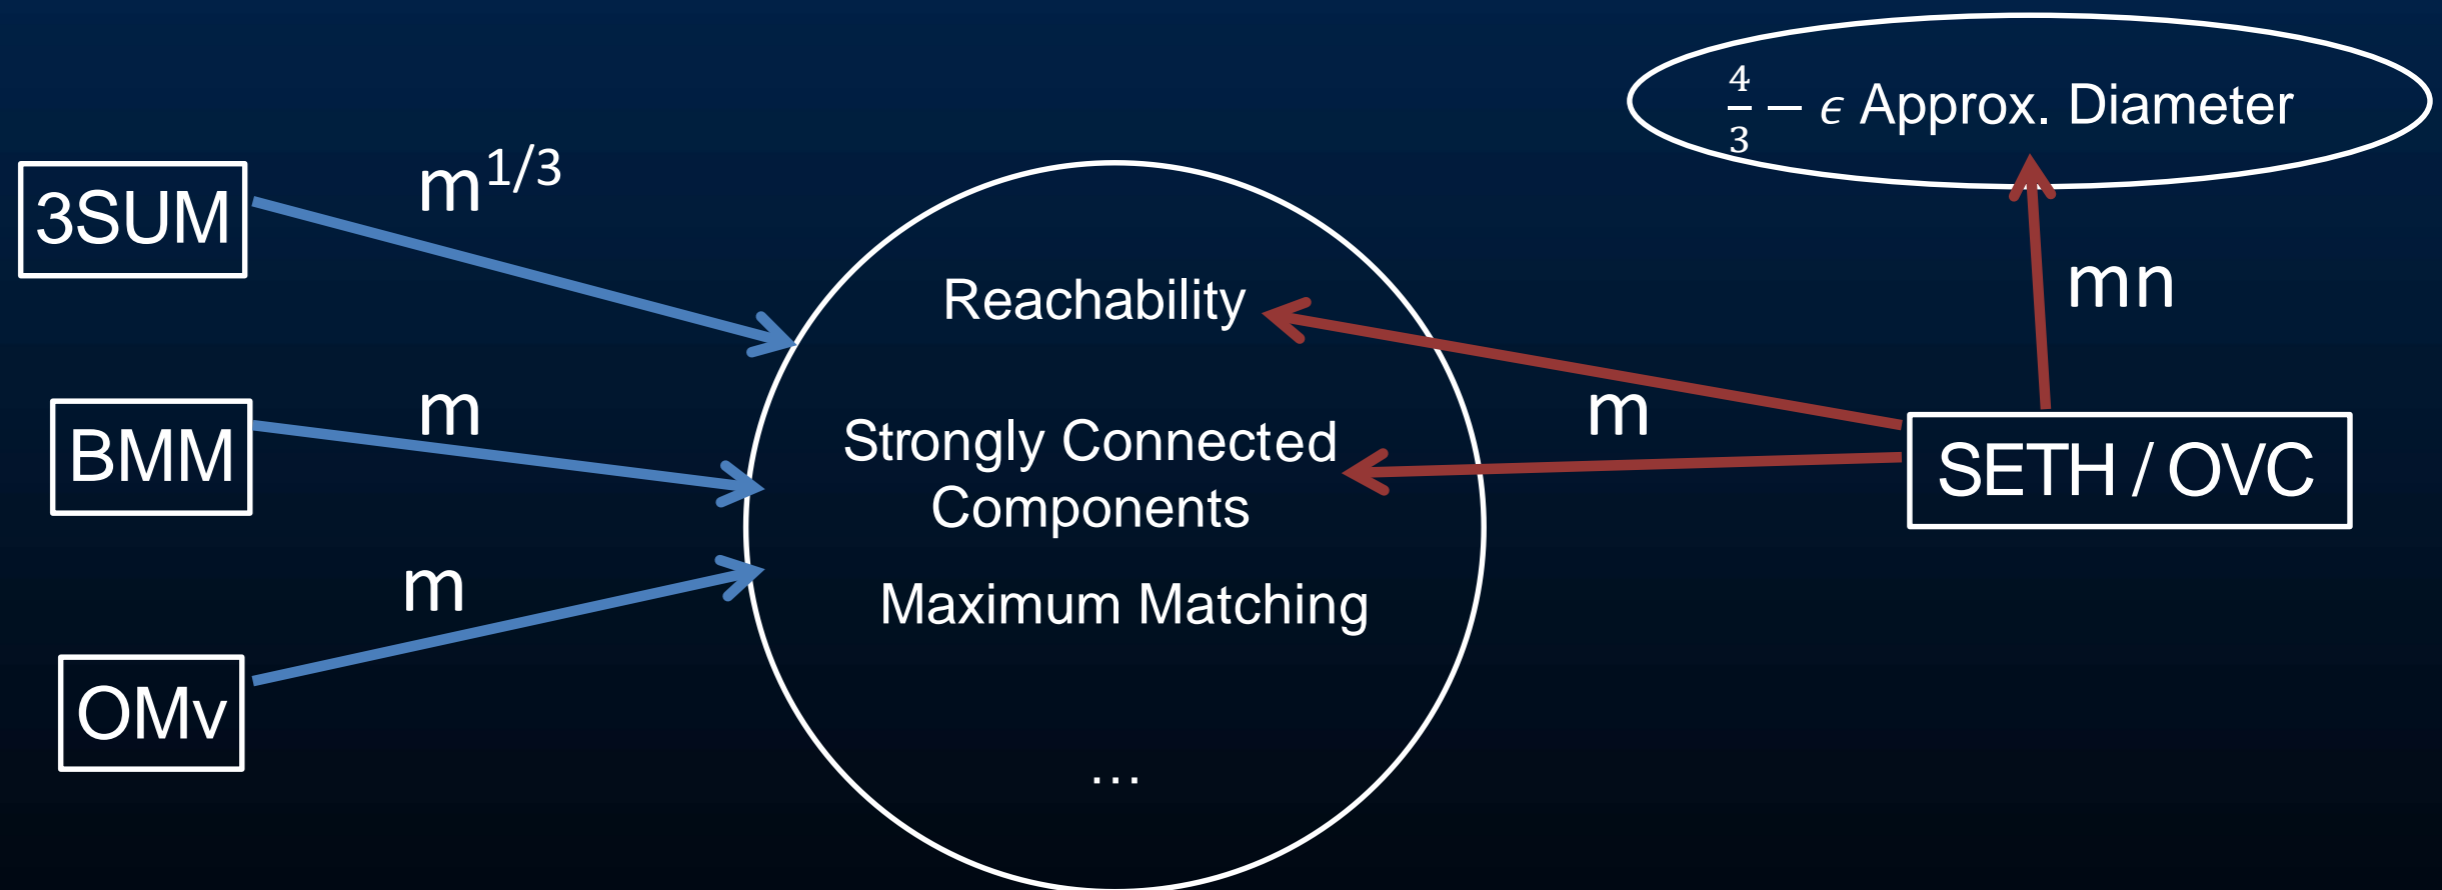 4/3 − ϵ Approx. Diameter
m^1/3
3SUM
mn
Reachability
m
m
Strongly Connected
Components
BMM
SETH / OVC
m
Maximum Matching
OMv
…